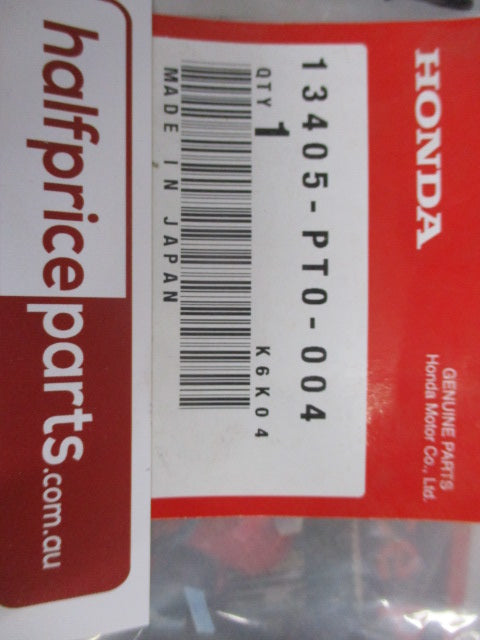 HONDA
GENUINE PARTS
Honda Motor Co., Ltd.
13405-PT0-004
QTY 1
K6K04
MADE IN JAPAN
halfpriceparts.com.au